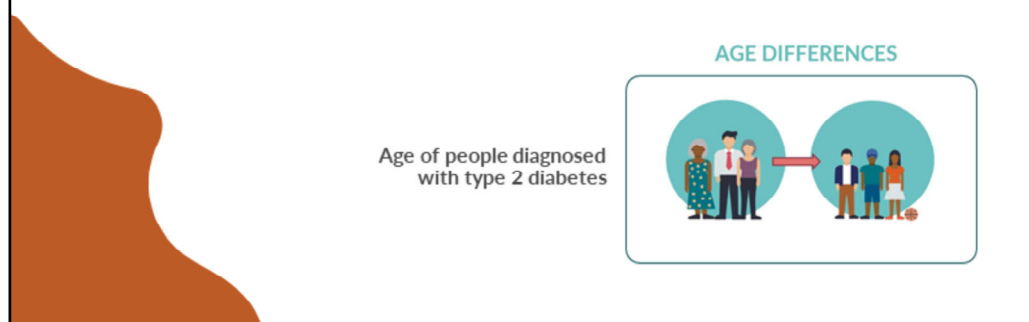 AGE DIFFERENCES
Age of people diagnosed
with type 2 diabetes